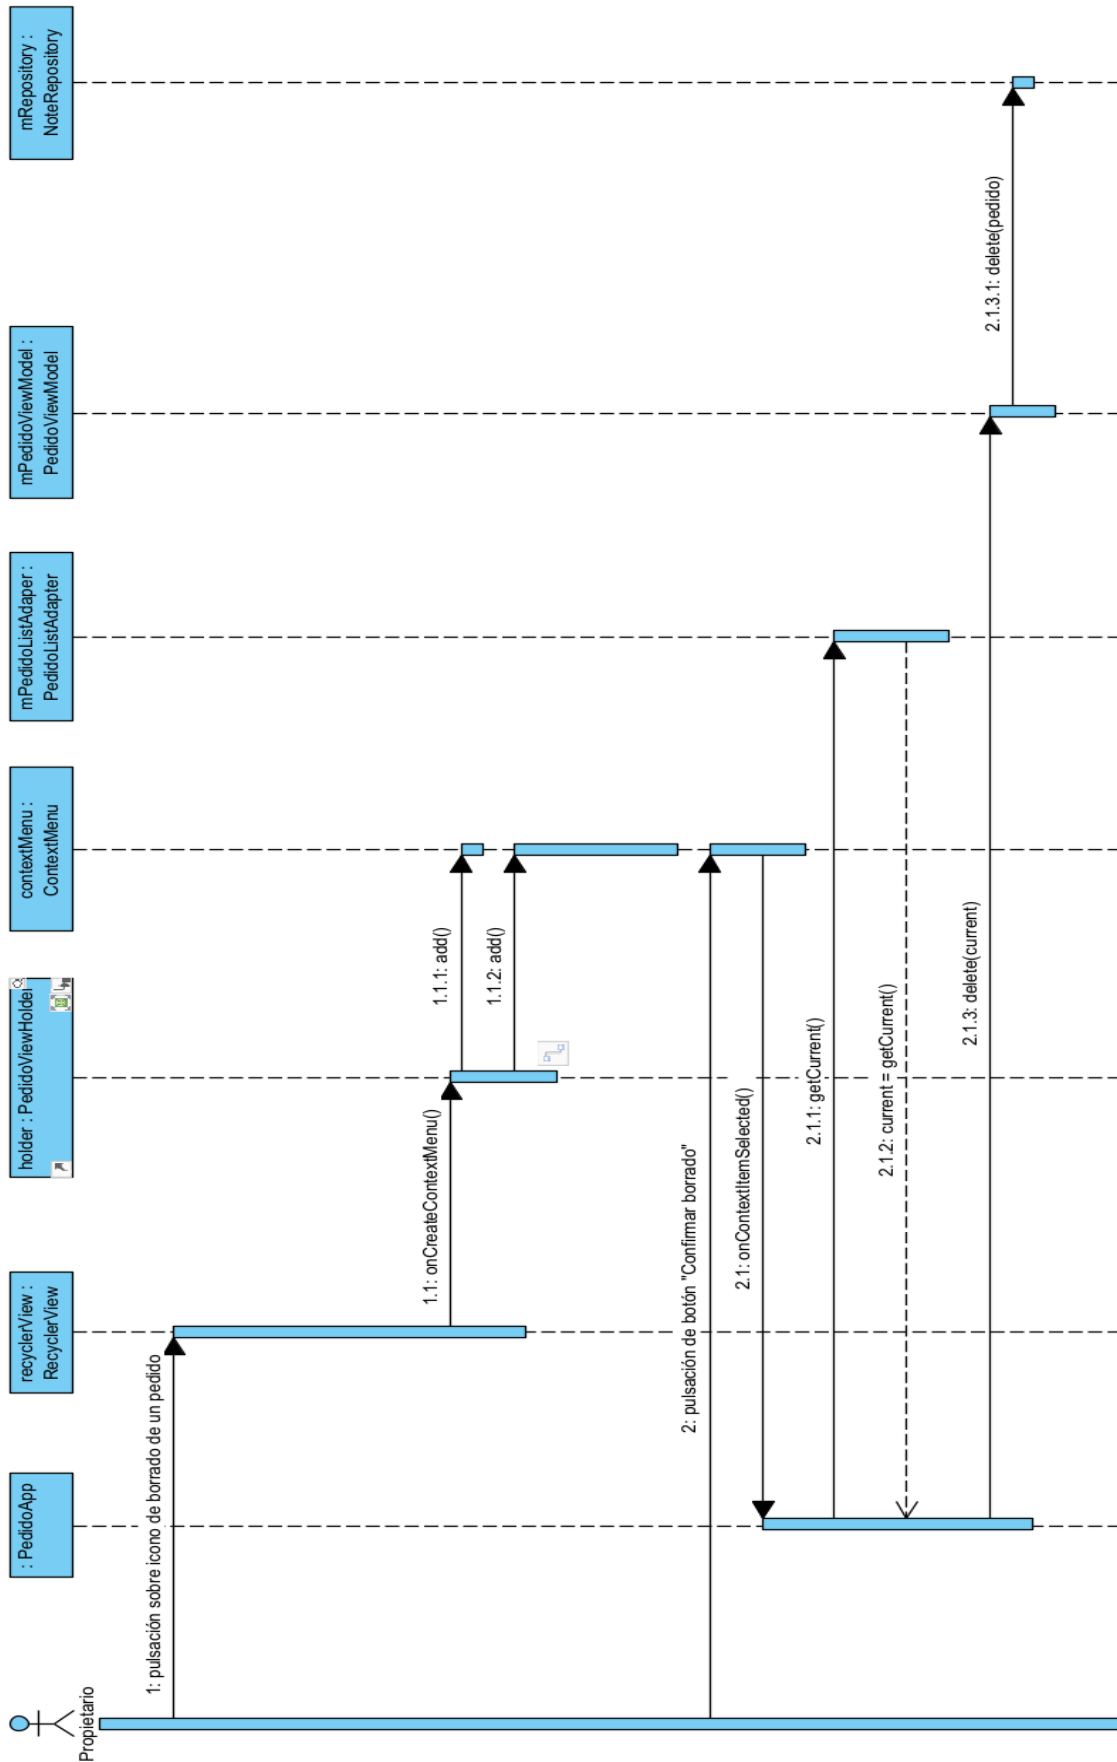 Propietario
: PedidoApp
recyclerView :
RecyclerView
holder : PedidoViewHolder
contextMenu :
ContextMenu
mPedidoListAdaper :
PedidoListAdapter
mPedidoViewModel :
PedidoViewModel
mRepository :
NoteRepository
1: pulsación sobre icono de borrado de un pedido
1.1: onCreateContextMenu()
1.1.1: add()
1.1.2: add()
2: pulsación de botón "Confirmar borrado"
2.1: onContextItemSelected()
2.1.1: getCurrent()
2.1.2: current = getCurrent()
2.1.3: delete(current)
2.1.3.1: delete(pedido)